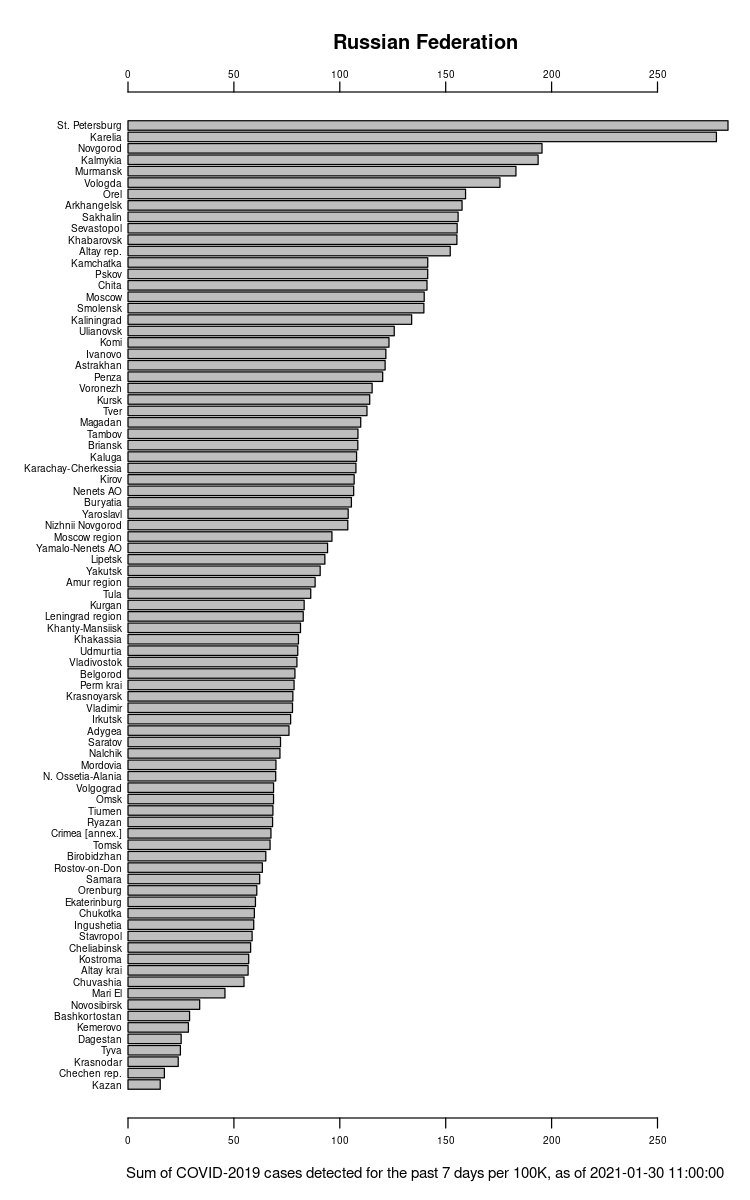 Russian Federation
0 50 100 150 200 250
St. Petersburg
Karelia
Novgorod
Kalmykia
Murmansk
Vologda
Orel
Arkhangelsk
Sakhalin
Sevastopol
Khabarovsk
Altay rep.
Kamchatka
Pskov
Chita
Moscow
Smolensk
Kaliningrad
Ulianovsk
Komi
Ivanovo
Astrakhan
Penza
Voronezh
Kursk
Tver
Magadan
Tambov
Briansk
Kaluga
Karachay-Cherkessia
Kirov
Nenets AO
Buryatia
Yaroslavl
Nizhnii Novgorod
Moscow region
Yamalo-Nenets AO
Lipetsk
Yakutsk
Amur region
Tula
Kurgan
Leningrad region
Khanty-Mansiisk
Khakassia
Udmurtia
Vladivostok
Belgorod
Perm krai
Krasnoyarsk
Vladimir
Irkutsk
Adygea
Saratov
Nalchik
Mordovia
N. Ossetia-Alania
Volgograd
Omsk
Tiumen
Ryazan
Crimea [annex.]
Tomsk
Birobidzhan
Rostov-on-Don
Samara
Orenburg
Ekaterinburg
Chukotka
Ingushetia
Stavropol
Cheliabinsk
Kostroma
Altay krai
Chuvashia
Mari El
Novosibirsk
Bashkortostan
Kemerovo
Dagestan
Tyva
Krasnodar
Chechen rep.
Kazan
0 50 100 150 200 250
Sum of COVID-2019 cases detected for the past 7 days per 100K, as of 2021-01-30 11:00:00